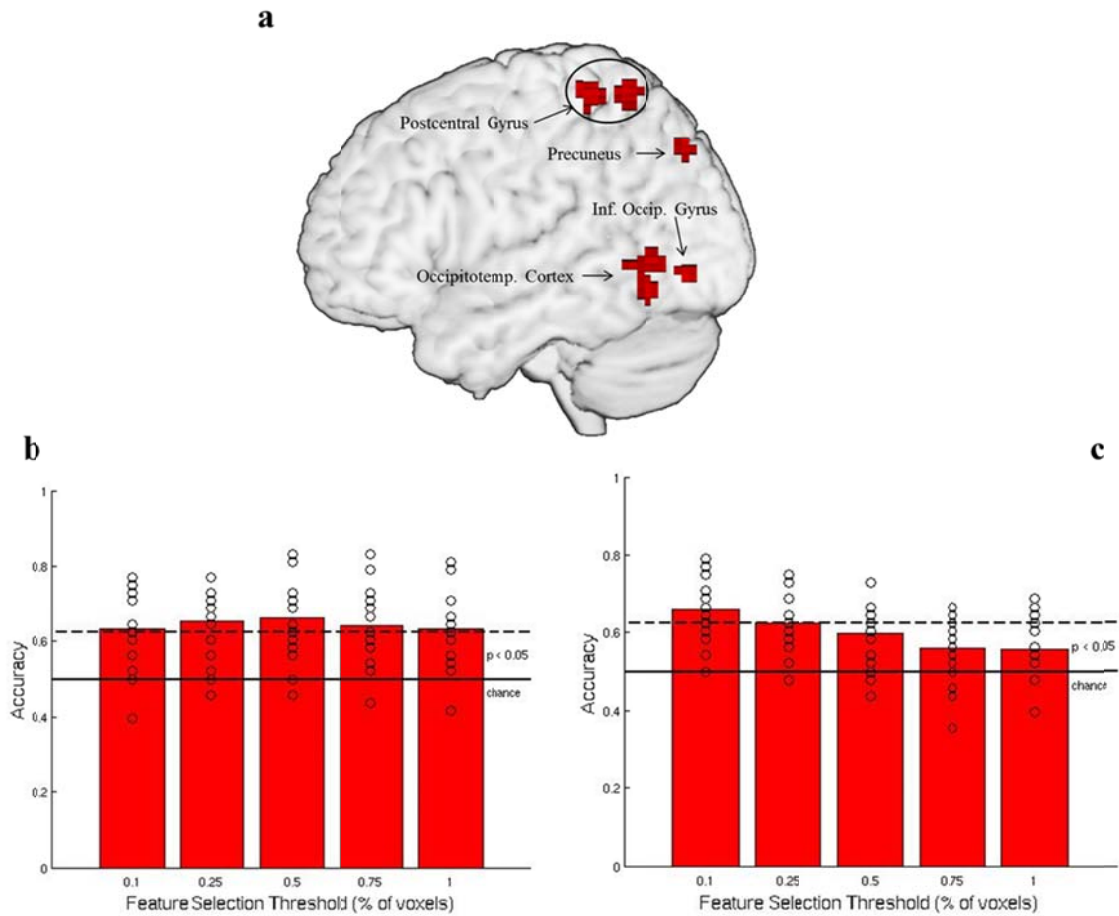 a
Postcentral Gyrus
Precuneus
Inf. Occip. Gyrus
Occipitotemp. Cortex
b
1
0.8
0.6
0.4
0.2
0
Accuracy
p < 0.05
chance
0.1 0.25 0.5 0.75 1
Feature Selection Threshold (% of voxels)
c
1
0.8
0.6
0.4
0.2
0
Accuracy
p < 0.05
chance
0.1 0.25 0.5 0.75 1
Feature Selection Threshold (% of voxels)